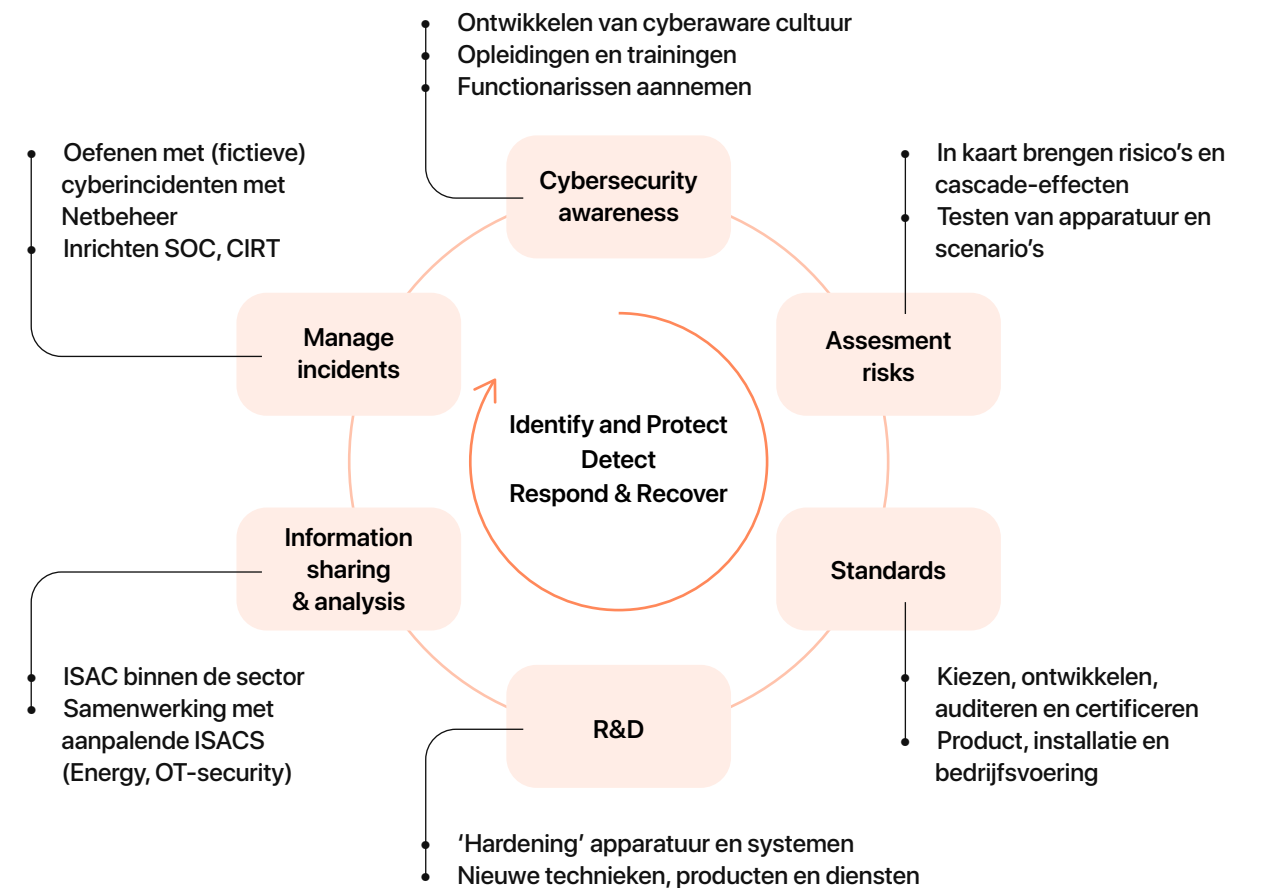 Ontwikkelen van cyberaware cultuur
Opleidingen en trainingen
Functionarissen aannemen
Cybersecurity
awareness
In kaart brengen risico’s en
cascade-effecten
Testen van apparatuur en
scenario’s
Assesment
risks
Standards
Kiezen, ontwikkelen,
auditeren en certificeren
Product, installatie en
bedrijfsvoering
R&D
‘Hardening’ apparatuur en systemen
Nieuwe technieken, producten en diensten
Information
sharing
& analysis
ISAC binnen de sector
Samenwerking met
aanpalende ISACS
(Energy, OT-security)
Manage
incidents
Oefenen met (fictieve)
cyberincidenten met
Netbeheer
Inrichten SOC, CIRT
Identify and Protect
Detect
Respond & Recover